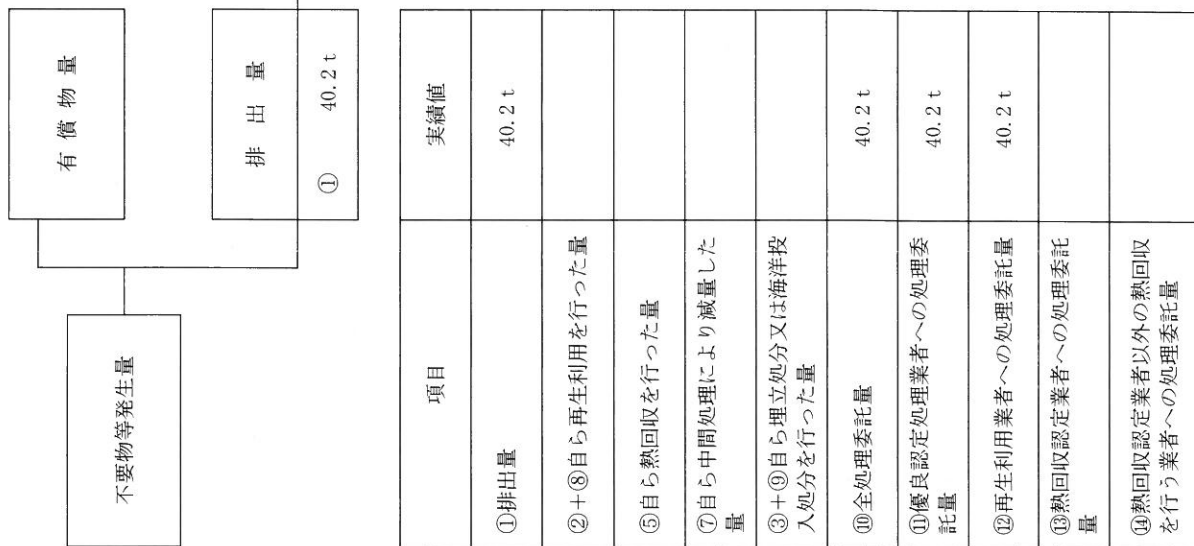 不要物等発生量
有償物量
排出量
① 40.2 t
項目 実績値
①排出量 40.2 t
②+⑧自ら再生利用を行った量
⑤自ら熱回収を行った量
⑦自ら中間処理により減量した
量
③+⑨自ら埋立処分又は海洋投
入処分を行った量
⑩全処理委託量 40.2 t
⑪優良認定処理業者への処理委
託量 40.2 t
⑫再生利用業者への処理委託量 40.2 t
⑬熱回収認定業者への処理委託
量
⑭熱回収認定業者以外の熱回収
を行う業者への処理委託量